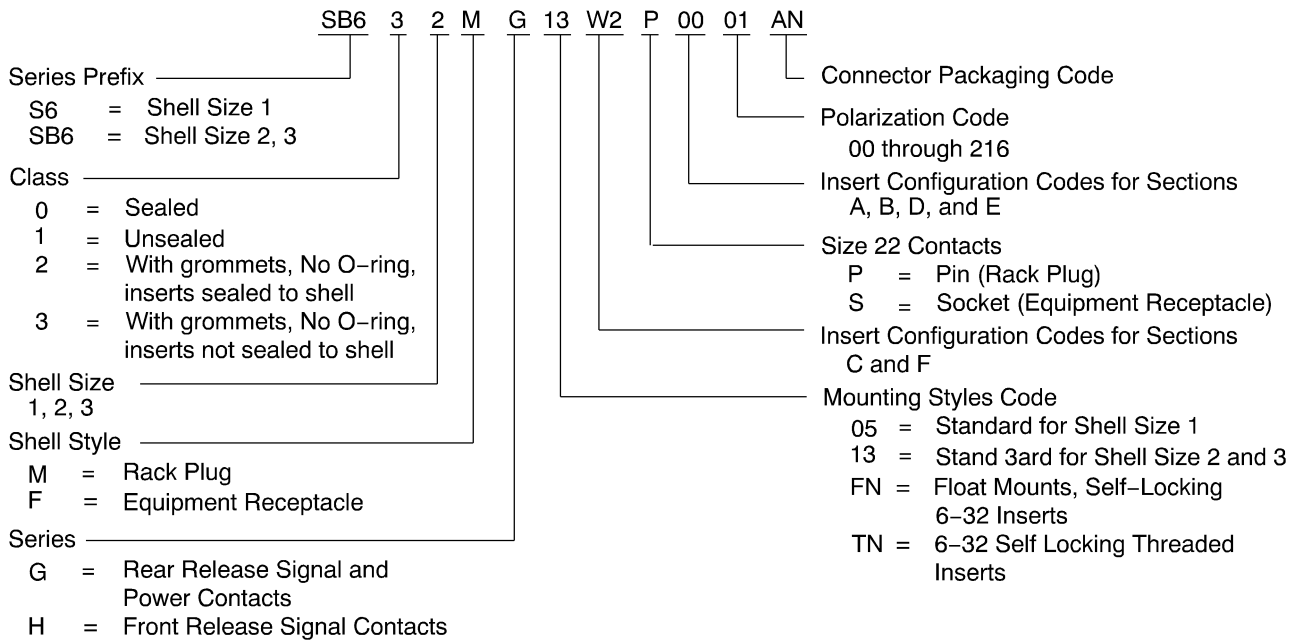 SB6 3 2 M G 13 W2 P 00 01 AN
Series Prefix
S6 = Shell Size 1
SB6 = Shell Size 2, 3
Class
0 = Sealed
1 = Unsealed
2 = With grommets, No O−ring,
inserts sealed to shell
3 = With grommets, No O−ring,
inserts not sealed to shell
Shell Size
1, 2, 3
Shell Style
M = Rack Plug
F = Equipment Receptacle
Series
G = Rear Release Signal and
Power Contacts
H = Front Release Signal Contacts
Connector Packaging Code
Polarization Code
00 through 216
Insert Configuration Codes for Sections
A, B, D, and E
Size 22 Contacts
P = Pin (Rack Plug)
S = Socket (Equipment Receptacle)
Insert Configuration Codes for Sections
C and F
Mounting Styles Code
05 = Standard for Shell Size 1
13 = Stand 3ard for Shell Size 2 and 3
FN = Float Mounts, Self−Locking
6−32 Inserts
TN = 6−32 Self Locking Threaded
Inserts